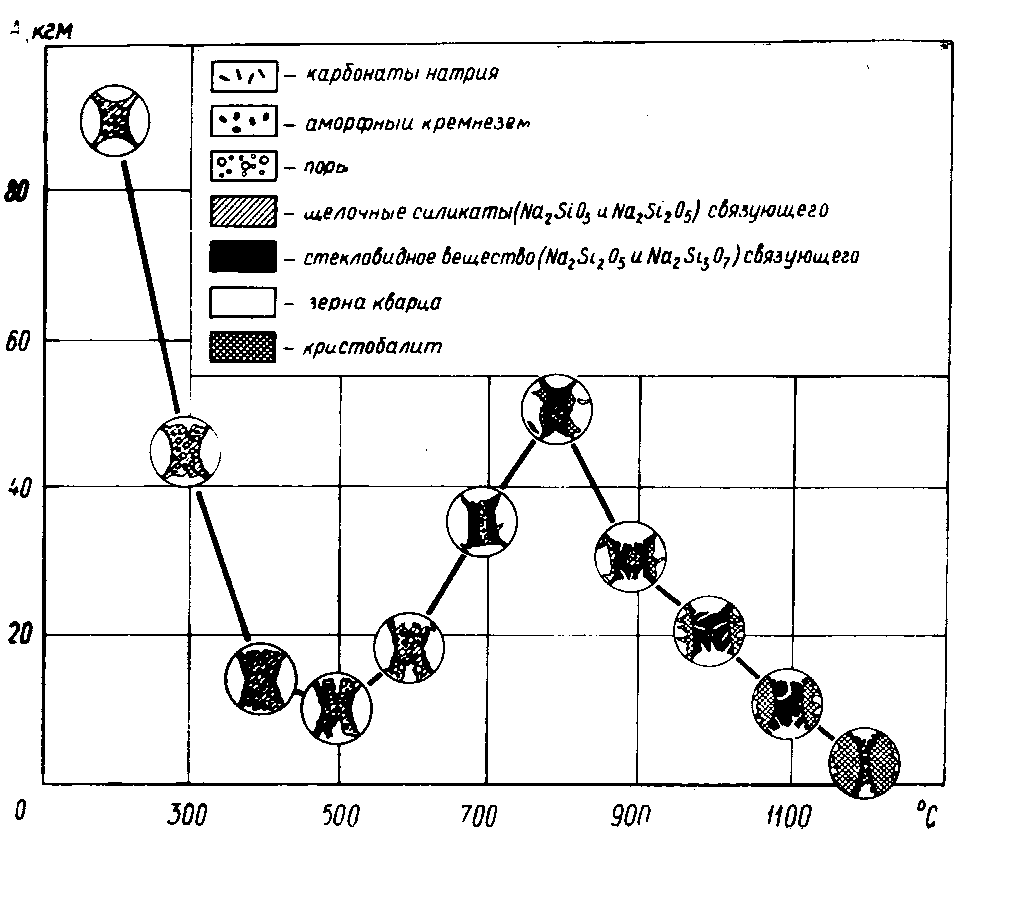 А, кгм
– карбонаты натрия
– аморфный кремнезем
– поры
– щелочные силикаты (Na₂SiO₃ и Na₂Si₂O₅) связующего
– стекловидное вещество (Na₂Si₂O₅ и Na₂Si₃O₇) связующего
– зерна кварца
– кристобалит
80
60
40
20
0 300 500 700 900 1100 °С